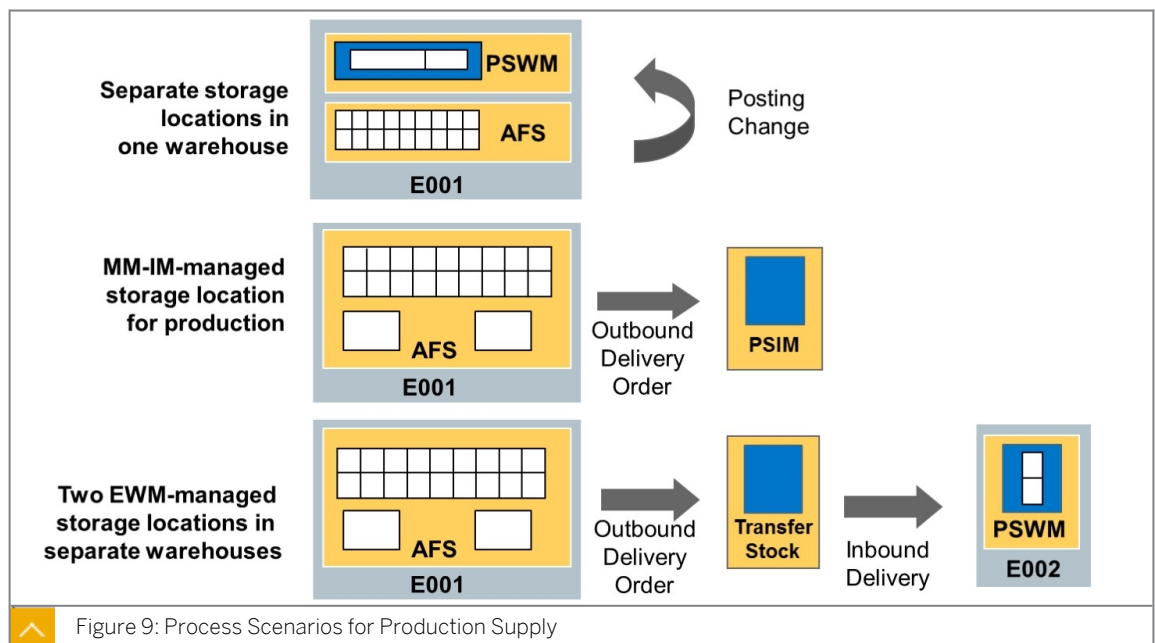 Separate storage
locations in
one warehouse
PSWM
AFS
E001
Posting
Change
MM-IM-managed
storage location
for production
AFS
E001
Outbound
Delivery
Order
PSIM
Two EWM-managed
storage locations in
separate warehouses
AFS
E001
Outbound
Delivery
Order
Transfer
Stock
Inbound
Delivery
PSWM
E002
Figure 9: Process Scenarios for Production Supply